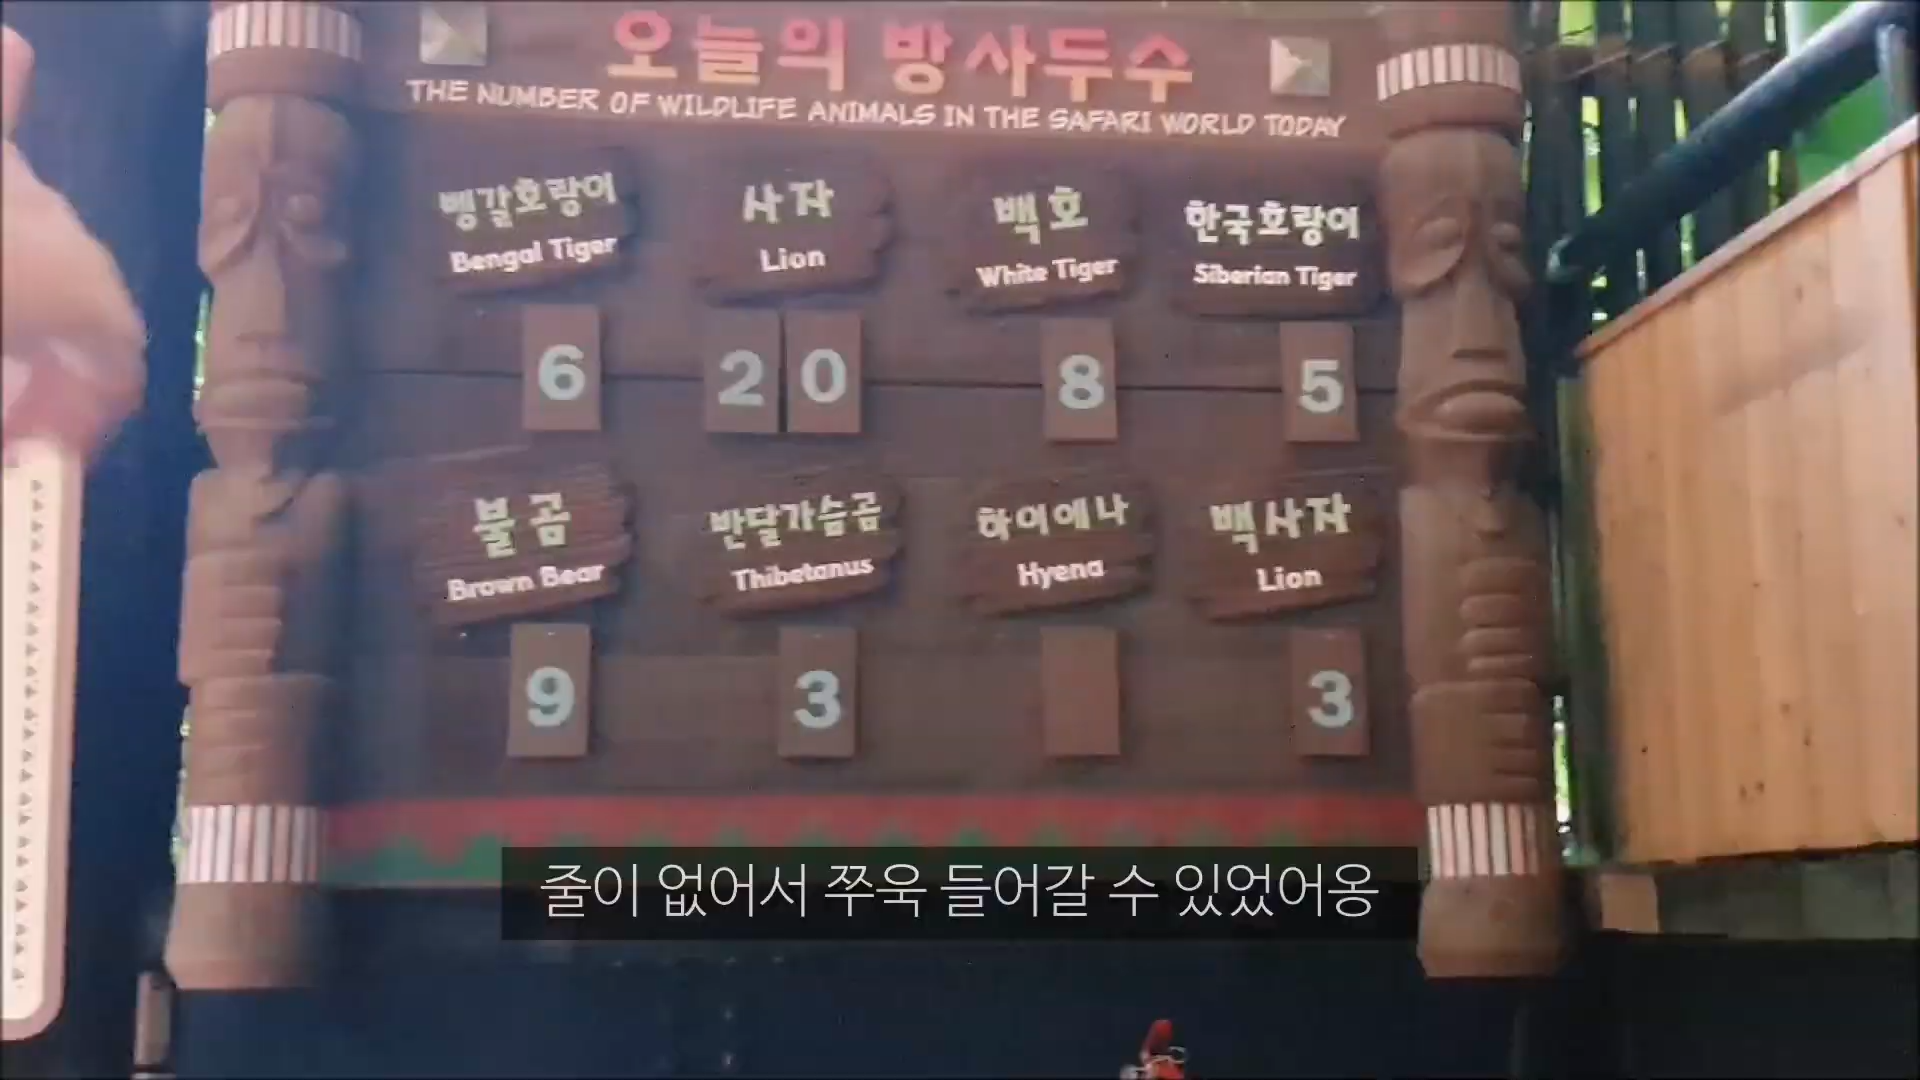 오늘의 방사두수
THE NUMBER OF WILDLIFE ANIMALS IN THE SAFARI WORLD TODAY
벵갈호랑이 사자 백호 한국호랑이
Bengal Tiger Lion White Tiger Siberian Tiger
6 20 8 5
불곰 반달가슴곰 하이에나 백사자
Brown Bear Thibetanus Hyena Lion
9 3 3
줄이 없어서 쭈욱 들어갈 수 있었어옹